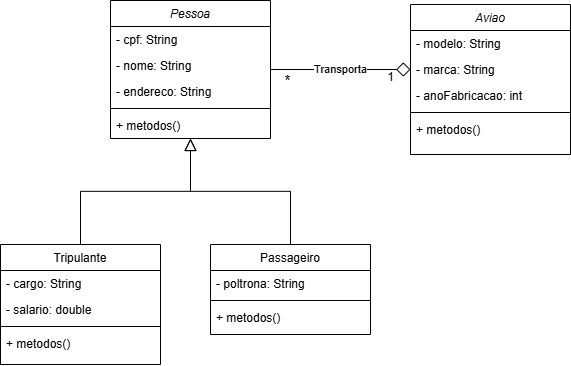 Pessoa
- cpf: String
- nome: String
- endereco: String
+ metodos()
* Transporta 1
Aviao
- modelo: String
- marca: String
- anoFabricacao: int
+ metodos()
Tripulante
- cargo: String
- salario: double
+ metodos()
Passageiro
- poltrona: String
+ metodos()